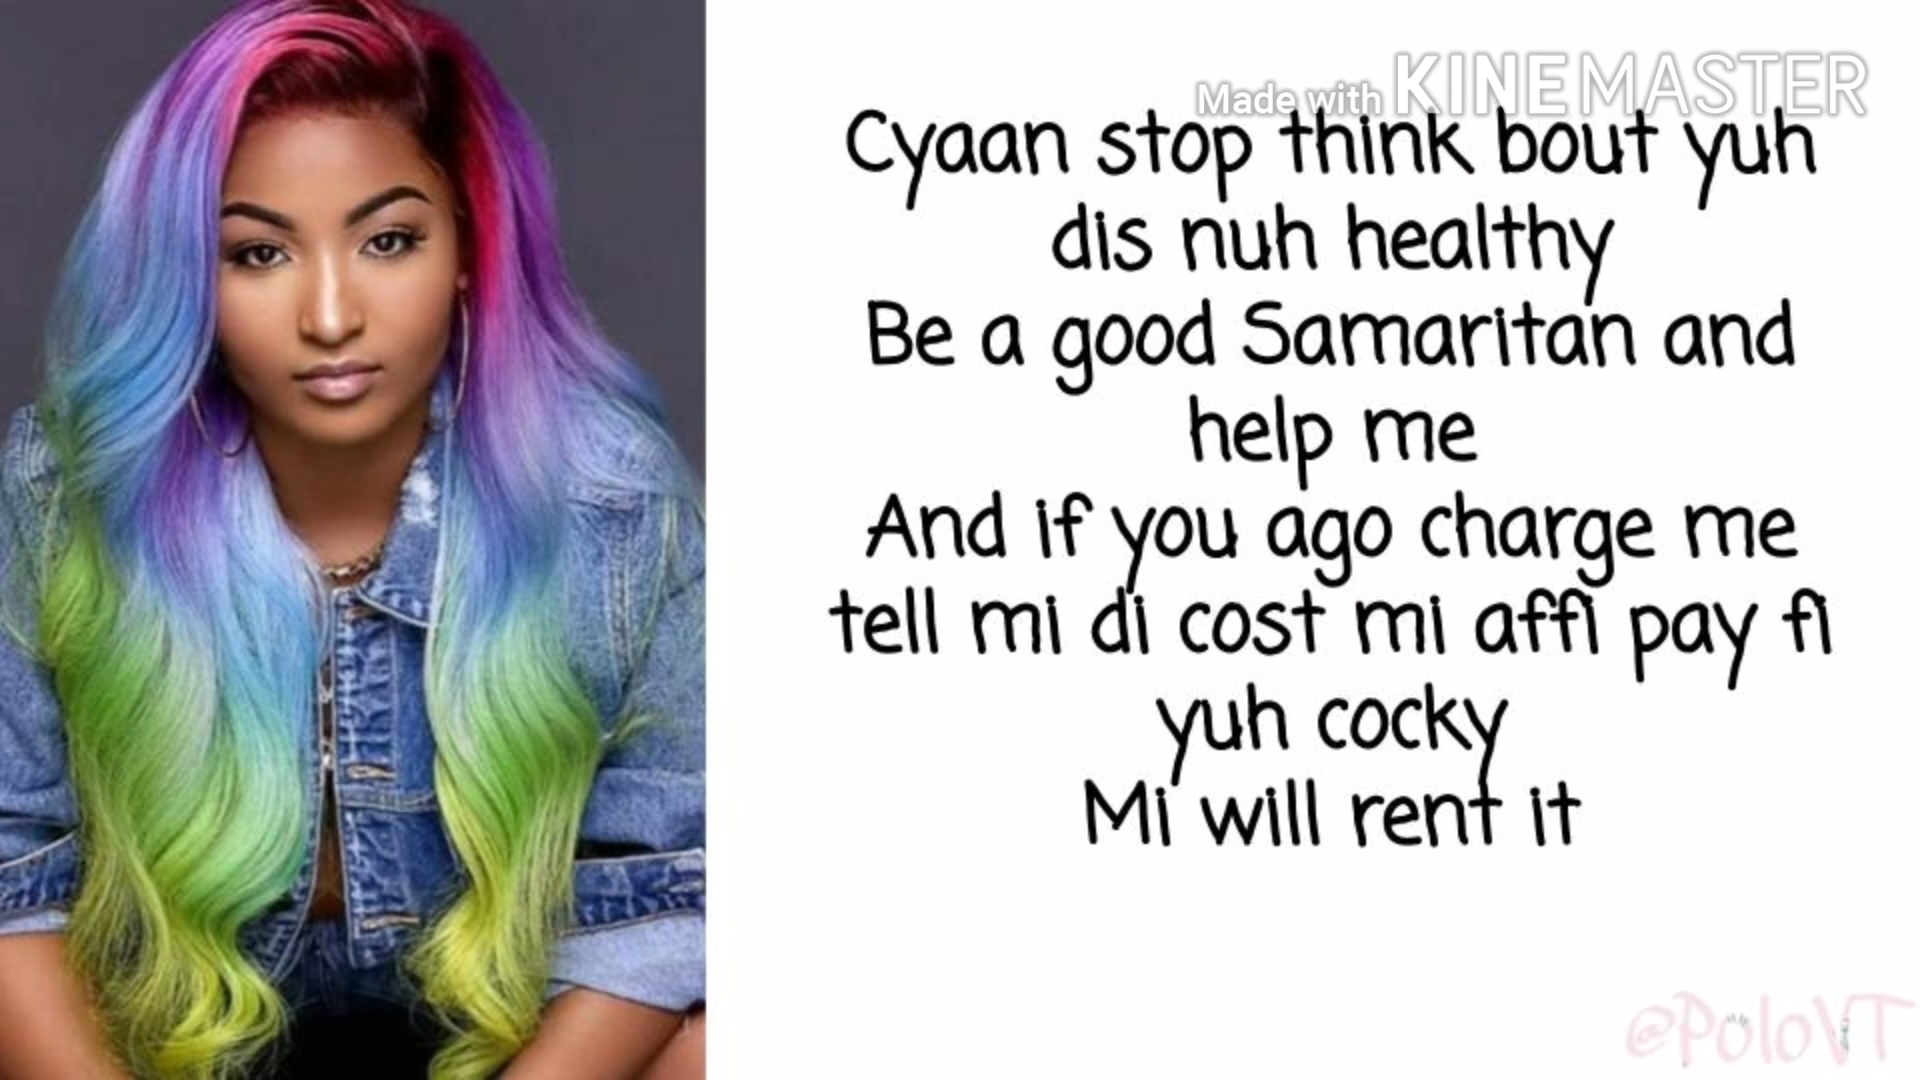 Made with KINEMASTER
Cyaan stop think bout yuh
dis nuh healthy
Be a good Samaritan and
help me
And if you ago charge me
tell mi di cost mi affi pay fi
yuh cocky
Mi will rent it
@PoloVT